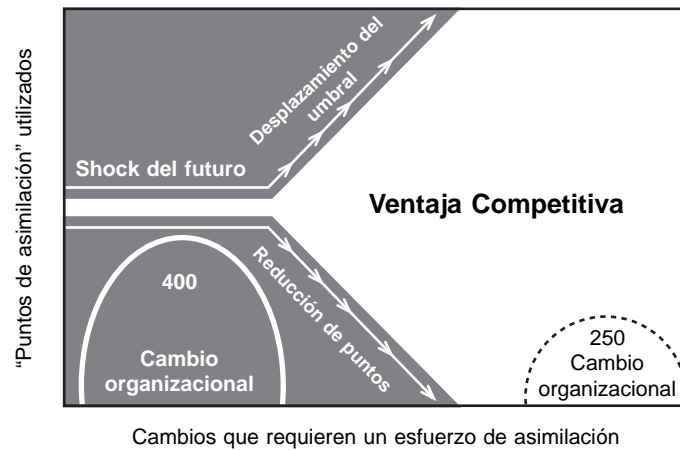 “Puntos de asimilación” utilizados
Desplazamiento del
umbral
Shock del futuro
Ventaja Competitiva
Reducción de puntos
400
Cambio
organizacional
250
Cambio
organizacional
Cambios que requieren un esfuerzo de asimilación